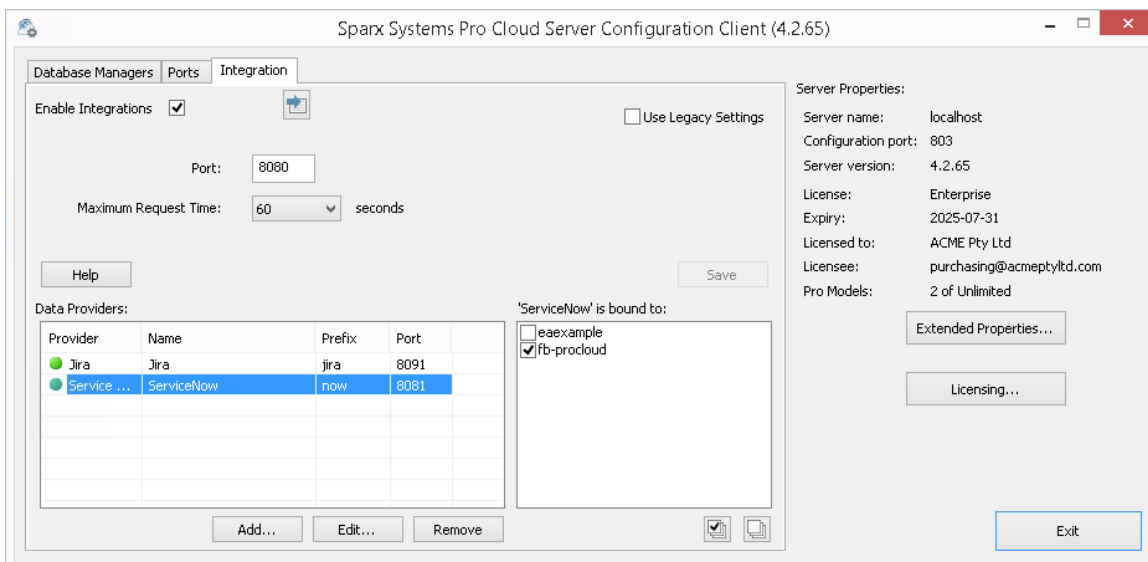 Sparx Systems Pro Cloud Server Configuration Client (4.2.65)
Database Managers Ports Integration
Enable Integrations
Use Legacy Settings
Port: 8080
Maximum Request Time: 60 seconds
Help
Save
Data Providers:
Provider Name Prefix Port
Jira Jira jira 8091
Service ... ServiceNow now 8081
Add... Edit... Remove
'ServiceNow' is bound to:
eaexample
fb-procloud
Server Properties:
Server name: localhost
Configuration port: 803
Server version: 4.2.65
License: Enterprise
Expiry: 2025-07-31
Licensed to: ACME Pty Ltd
Licensee: purchasing@acmeptyltd.com
Pro Models: 2 of Unlimited
Extended Properties...
Licensing...
Exit